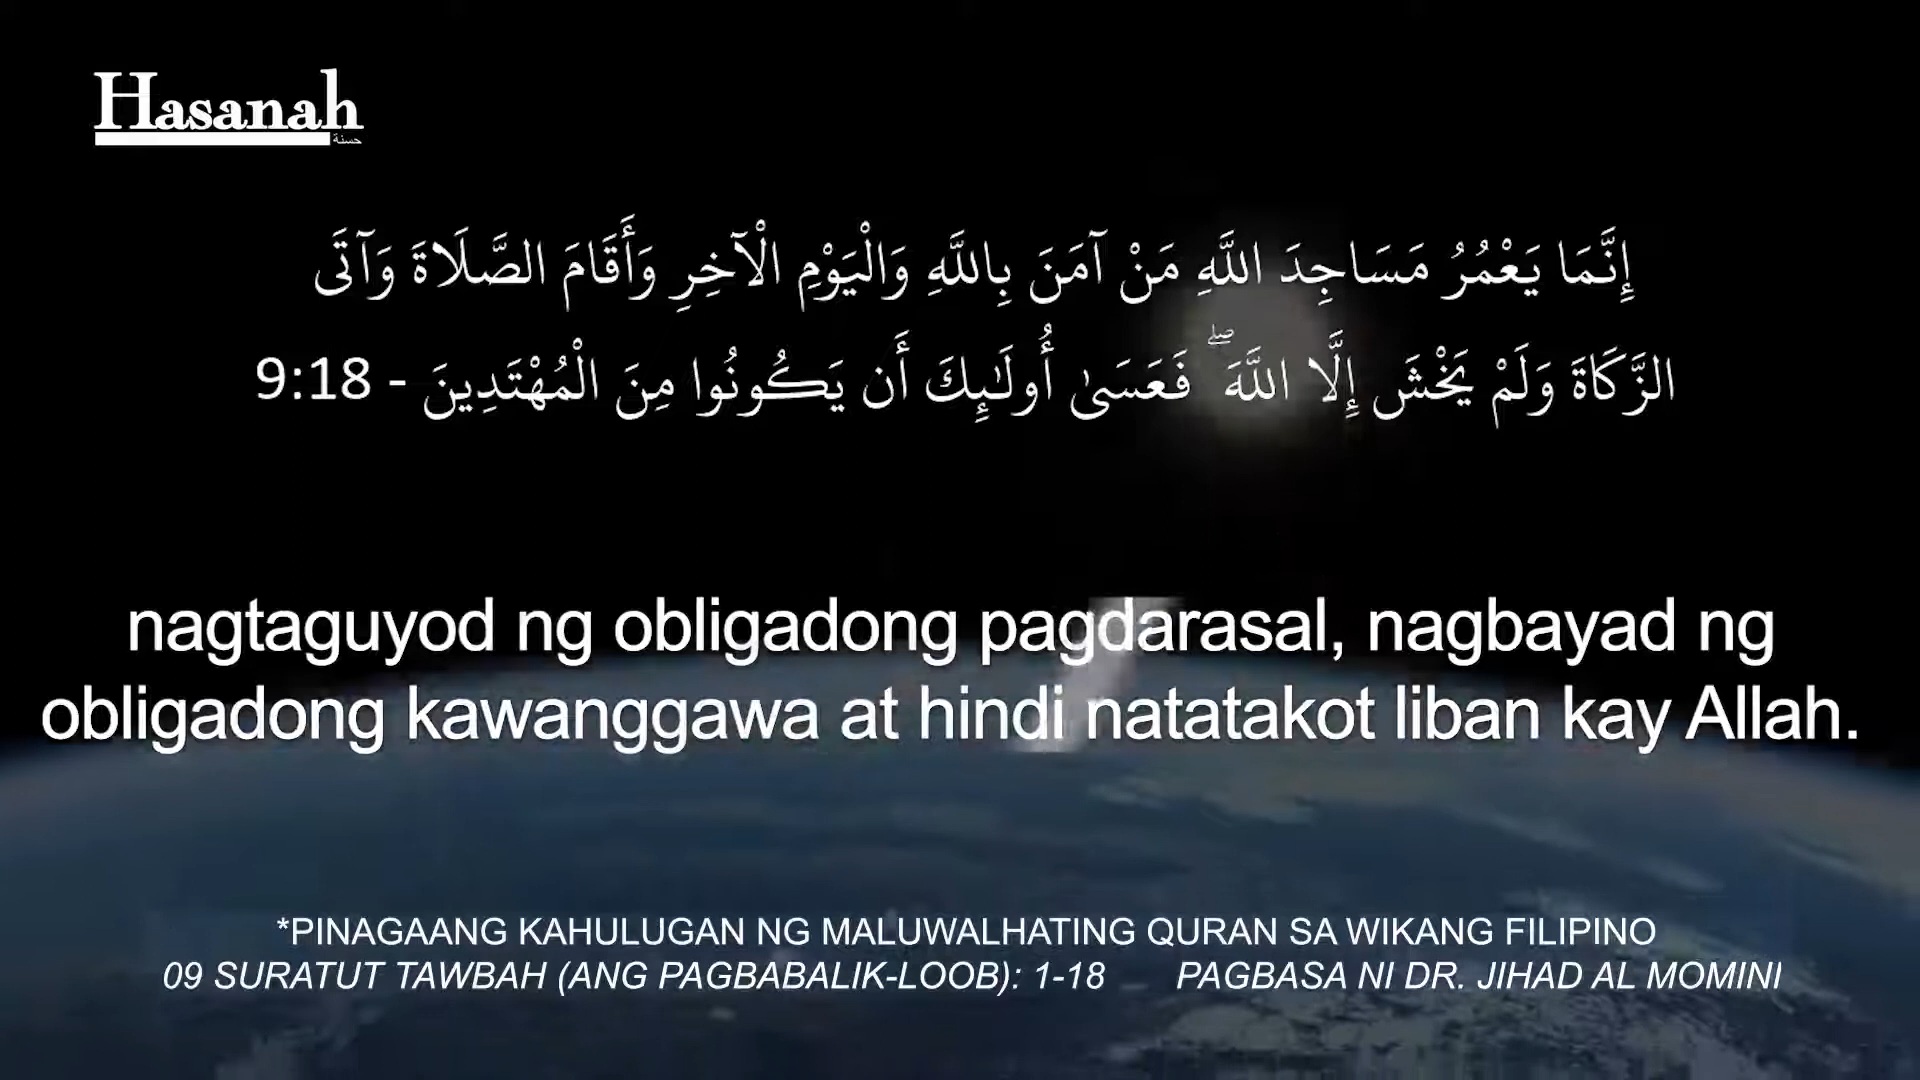 Hasanah
حسنة
إِنَّمَا يَعْمُرُ مَسَاجِدَ اللَّهِ مَنْ آمَنَ بِاللَّهِ وَالْيَوْمِ الْآخِرِ وَأَقَامَ الصَّلَاةَ وَآتَى
الزَّكَاةَ وَلَمْ يَخْشَ إِلَّا اللَّهَ ۖ فَعَسَىٰ أُولَٰئِكَ أَن يَكُونُوا مِنَ الْمُهْتَدِينَ - 9:18
nagtaguyod ng obligadong pagdarasal, nagbayad ng
obligadong kawanggawa at hindi natatakot liban kay Allah.
*PINAGAANG KAHULUGAN NG MALUWALHATING QURAN SA WIKANG FILIPINO
09 SURATUT TAWBAH (ANG PAGBABALIK-LOOB): 1-18 PAGBASA NI DR. JIHAD AL MOMINI